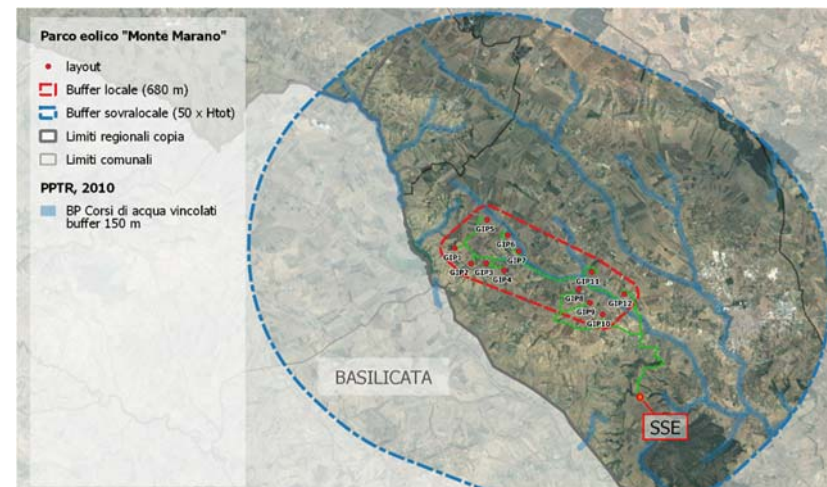 Parco eolico "Monte Marano"
layout
Buffer locale (680 m)
Buffer sovralocale (50 x Htot)
Limiti regionali copia
Limiti comunali
PPTR, 2010
BP Corsi di acqua vincolati
buffer 150 m
GIP5
GIP6
GIP1
GIP7
GIP2
GIP3
GIP4
GIP11
GIP8
GIP12
GIP9
GIP10
BASILICATA
SSE